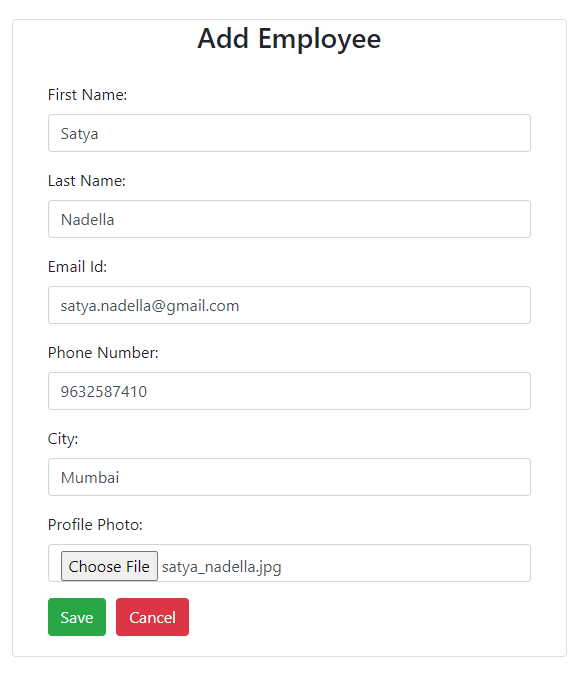 Add Employee
First Name:
Satya
Last Name:
Nadella
Email Id:
satya.nadella@gmail.com
Phone Number:
9632587410
City:
Mumbai
Profile Photo:
Choose File satya_nadella.jpg
Save Cancel